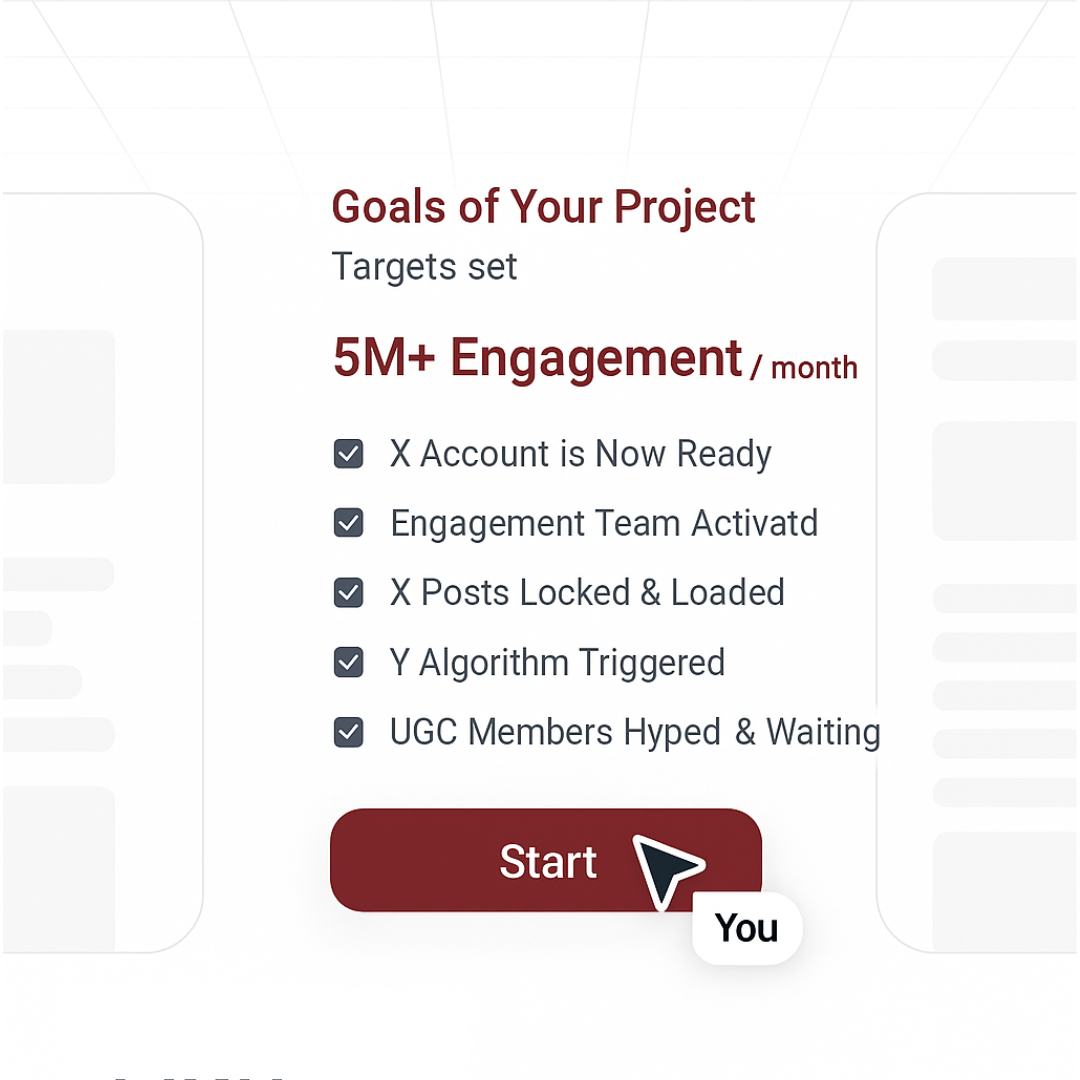 Goals of Your Project
Targets set
5M+ Engagement / month
X Account is Now Ready
Engagement Team Activatd
X Posts Locked & Loaded
Y Algorithm Triggered
UGC Members Hyped & Waiting
Start
You